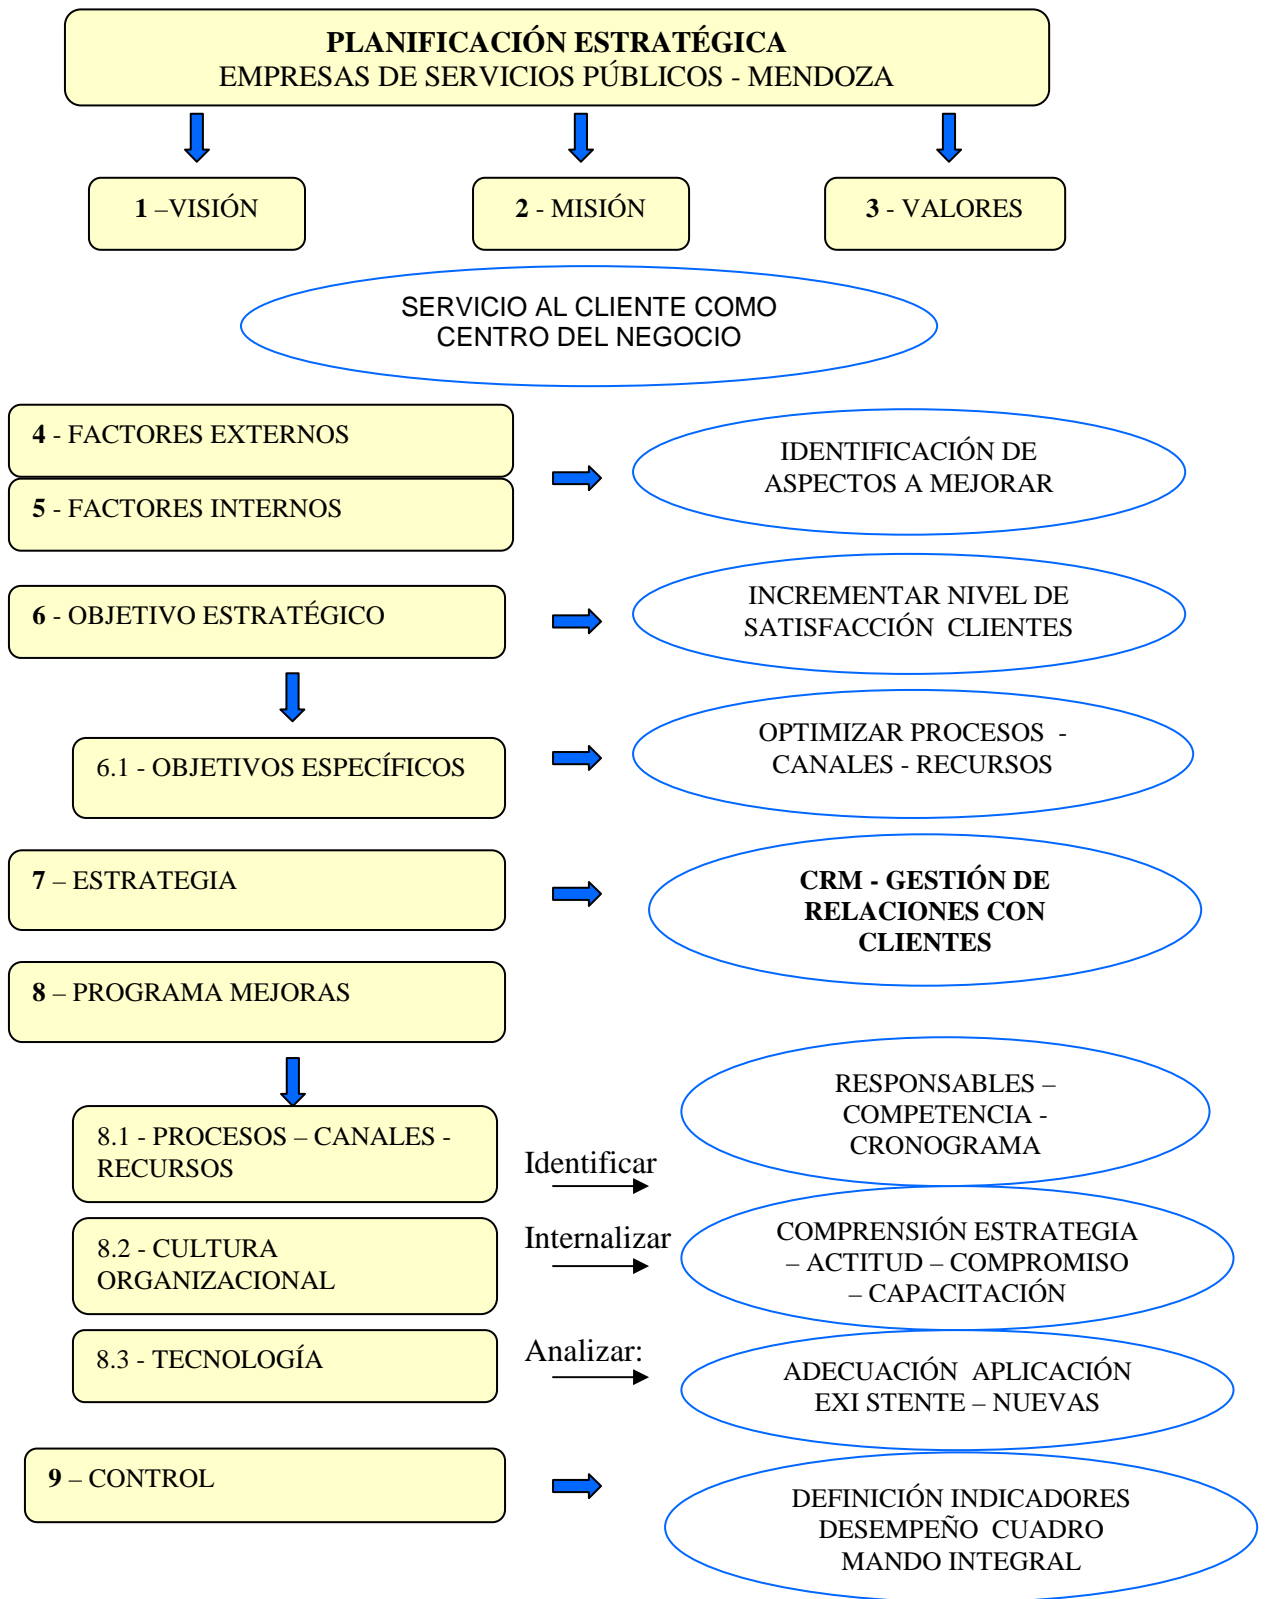 PLANIFICACIÓN ESTRATÉGICA
EMPRESAS DE SERVICIOS PÚBLICOS - MENDOZA
1 –VISIÓN
2 - MISIÓN
3 - VALORES
SERVICIO AL CLIENTE COMO
CENTRO DEL NEGOCIO
4 - FACTORES EXTERNOS
5 - FACTORES INTERNOS
IDENTIFICACIÓN DE
ASPECTOS A MEJORAR
6 - OBJETIVO ESTRATÉGICO
INCREMENTAR NIVEL DE
SATISFACCIÓN CLIENTES
6.1 - OBJETIVOS ESPECÍFICOS
OPTIMIZAR PROCESOS -
CANALES - RECURSOS
7 – ESTRATEGIA
CRM - GESTIÓN DE
RELACIONES CON
CLIENTES
8 – PROGRAMA MEJORAS
8.1 - PROCESOS – CANALES -
RECURSOS
Identificar
RESPONSABLES –
COMPETENCIA -
CRONOGRAMA
8.2 - CULTURA
ORGANIZACIONAL
Internalizar
COMPRENSIÓN ESTRATEGIA
– ACTITUD – COMPROMISO
– CAPACITACIÓN
8.3 - TECNOLOGÍA
Analizar:
ADECUACIÓN APLICACIÓN
EXI STENTE – NUEVAS
9 – CONTROL
DEFINICIÓN INDICADORES
DESEMPEÑO CUADRO
MANDO INTEGRAL